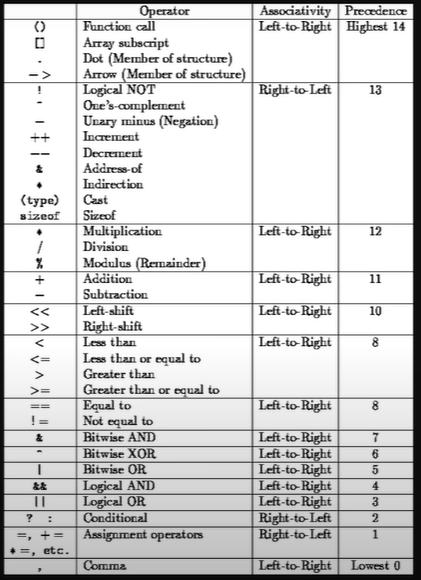 Operator Associativity Precedence
() Function call Left-to-Right Highest 14
[] Array subscript
. Dot (Member of structure)
-> Arrow (Member of structure)
! Logical NOT Right-to-Left 13
~ One's-complement
- Unary minus (Negation)
++ Increment
-- Decrement
& Address-of
* Indirection
(type) Cast
sizeof Sizeof
* Multiplication Left-to-Right 12
/ Division
% Modulus (Remainder)
+ Addition Left-to-Right 11
- Subtraction
<< Left-shift Left-to-Right 10
>> Right-shift
< Less than Left-to-Right 8
<= Less than or equal to
> Greater than
>= Greater than or equal to
== Equal to Left-to-Right 8
!= Not equal to
& Bitwise AND Left-to-Right 7
^ Bitwise XOR Left-to-Right 6
| Bitwise OR Left-to-Right 5
&& Logical AND Left-to-Right 4
|| Logical OR Left-to-Right 3
? : Conditional Right-to-Left 2
=, += Assignment operators Right-to-Left 1
*=, etc.
, Comma Left-to-Right Lowest 0